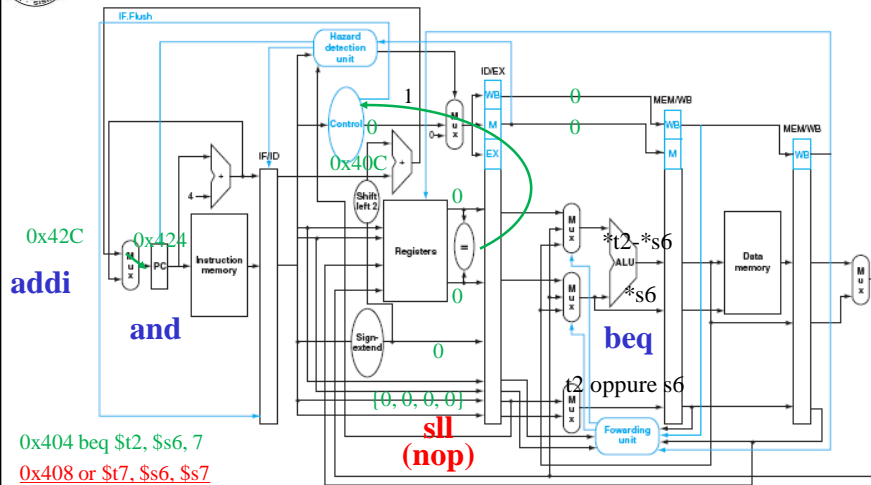 SISI
IF.Flush
Hazard
detection
unit
ID/EX
1
WB
0
MEM/WB
M
u
x
Control
0
M
0
WB
MEM/WB
0
IF/ID
0x40C
EX
M
WB
+
+
Shift
left 2
4
0
0x42C
0x424
M
u
x
PC
Instruction
memory
Registers
=
M
u
x
*t2-*s6
ALU
Data
memory
M
u
x
addi
0
M
u
x
*s6
and
beq
Sign-
extend
0
[0, 0, 0, 0]
M
u
x
t2 oppure s6
sll
(nop)
Fowarding
unit
0x404 beq $t2, $s6, 7
0x408 or $t7, $s6, $s7